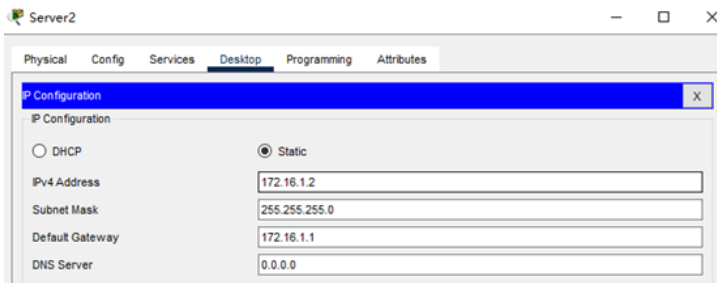 Server2
Physical Config Services Desktop Programming Attributes
IP Configuration X
IP Configuration
DHCP Static
IPv4 Address 172.16.1.2
Subnet Mask 255.255.255.0
Default Gateway 172.16.1.1
DNS Server 0.0.0.0